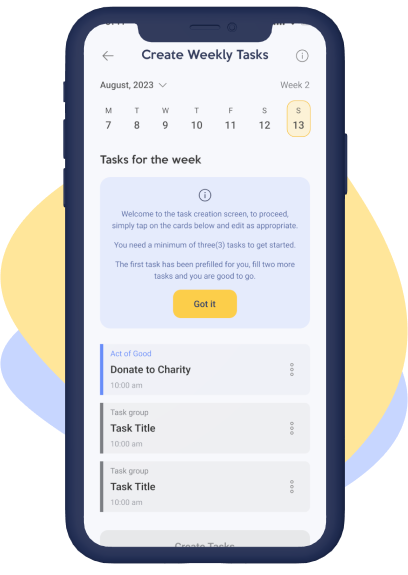 Create Weekly Tasks
August, 2023
Week 2
M T W T F S S
7 8 9 10 11 12 13
Tasks for the week
Welcome to the task creation screen, to proceed,
simply tap on the cards below and edit as appropriate.
You need a minimum of three(3) tasks to get started.
The first task has been prefilled for you, fill two more
tasks and you are good to go.
Got it
Act of Good
Donate to Charity
10:00 am
Task group
Task Title
10:00 am
Task group
Task Title
10:00 am
Create Tasks